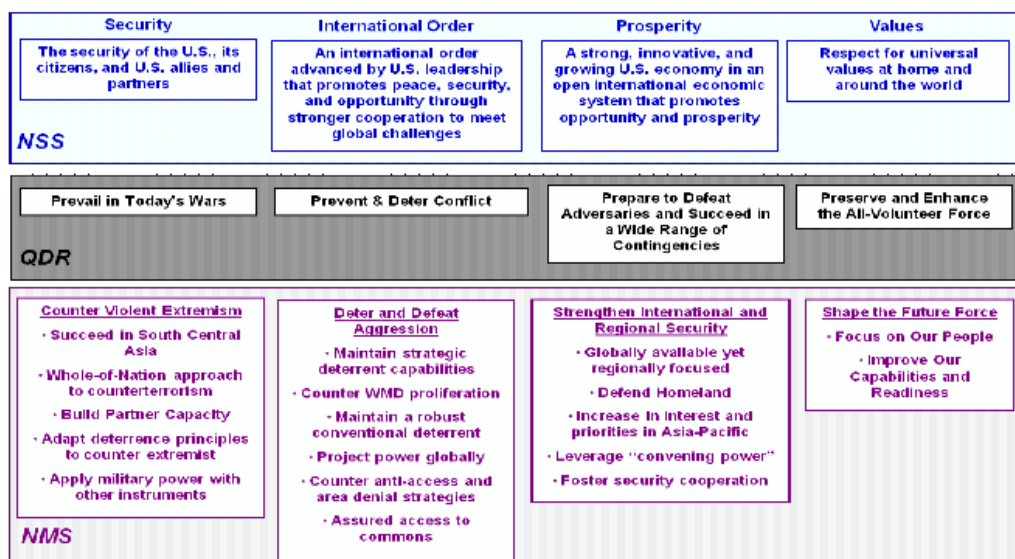 Security
The security of the U.S., its
citizens, and U.S. allies and
partners
International Order
An international order
advanced by U.S. leadership
that promotes peace, security,
and opportunity through
stronger cooperation to meet
global challenges
Prosperity
A strong, innovative, and
growing U.S. economy in an
open international economic
system that promotes
opportunity and prosperity
Values
Respect for universal
values at home and
around the world
NSS
Prevail in Today's Wars
Prevent & Deter Conflict
Prepare to Defeat
Adversaries and Succeed in
a Wide Range of
Contingencies
Preserve and Enhance
the All-Volunteer Force
QDR
Counter Violent Extremism
· Succeed in South Central
Asia
· Whole-of-Nation approach
to counterterrorism
· Build Partner Capacity
· Adapt deterrence principles
to counter extremist
· Apply military power with
other instruments
Deter and Defeat
Aggression
· Maintain strategic
deterrent capabilities
· Counter WMD proliferation
· Maintain a robust
conventional deterrent
· Project power globally
· Counter anti-access and
area denial strategies
· Assured access to
commons
Strengthen International and
Regional Security
· Globally available yet
regionally focused
· Defend Homeland
· Increase in interest and
priorities in Asia-Pacific
· Leverage "convening power"
· Foster security cooperation
Shape the Future Force
· Focus on Our People
· Improve Our
Capabilities and
Readiness
NMS